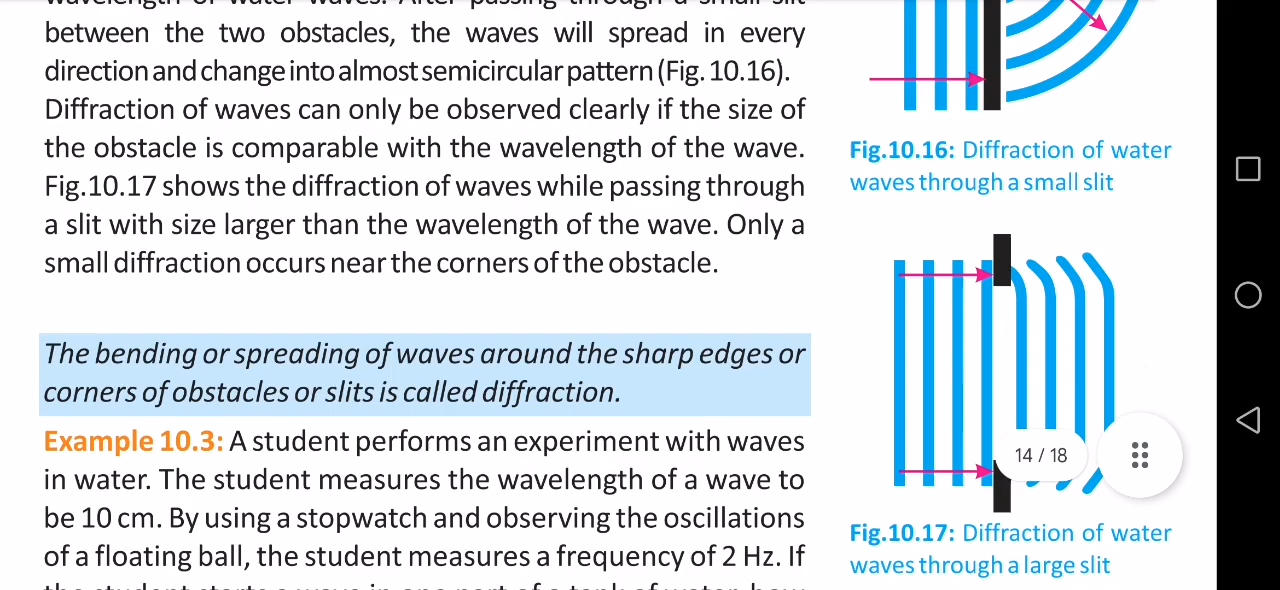 between the two obstacles, the waves will spread in every
direction and change into almost semicircular pattern (Fig. 10.16).
Diffraction of waves can only be observed clearly if the size of
the obstacle is comparable with the wavelength of the wave.
Fig.10.17 shows the diffraction of waves while passing through
a slit with size larger than the wavelength of the wave. Only a
small diffraction occurs near the corners of the obstacle.
The bending or spreading of waves around the sharp edges or
corners of obstacles or slits is called diffraction.
Example 10.3: A student performs an experiment with waves
in water. The student measures the wavelength of a wave to
be 10 cm. By using a stopwatch and observing the oscillations
of a floating ball, the student measures a frequency of 2 Hz. If
Fig.10.16: Diffraction of water
waves through a small slit
14 / 18
Fig.10.17: Diffraction of water
waves through a large slit